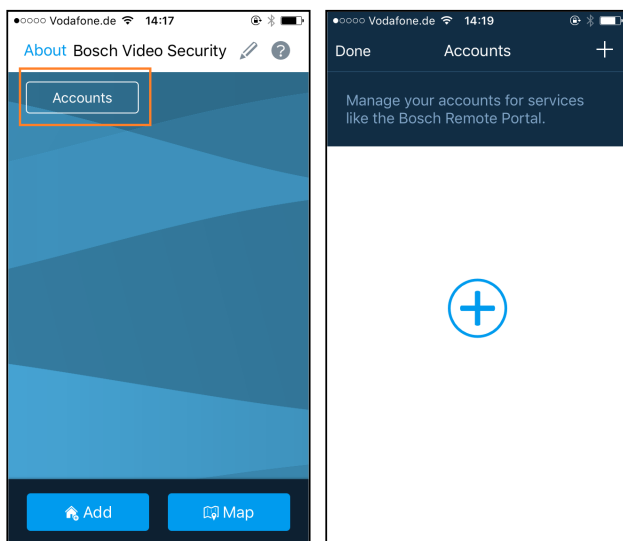 Vodafone.de 14:17
About Bosch Video Security
Accounts
Add Map
Vodafone.de 14:19
Done Accounts
Manage your accounts for services
like the Bosch Remote Portal.